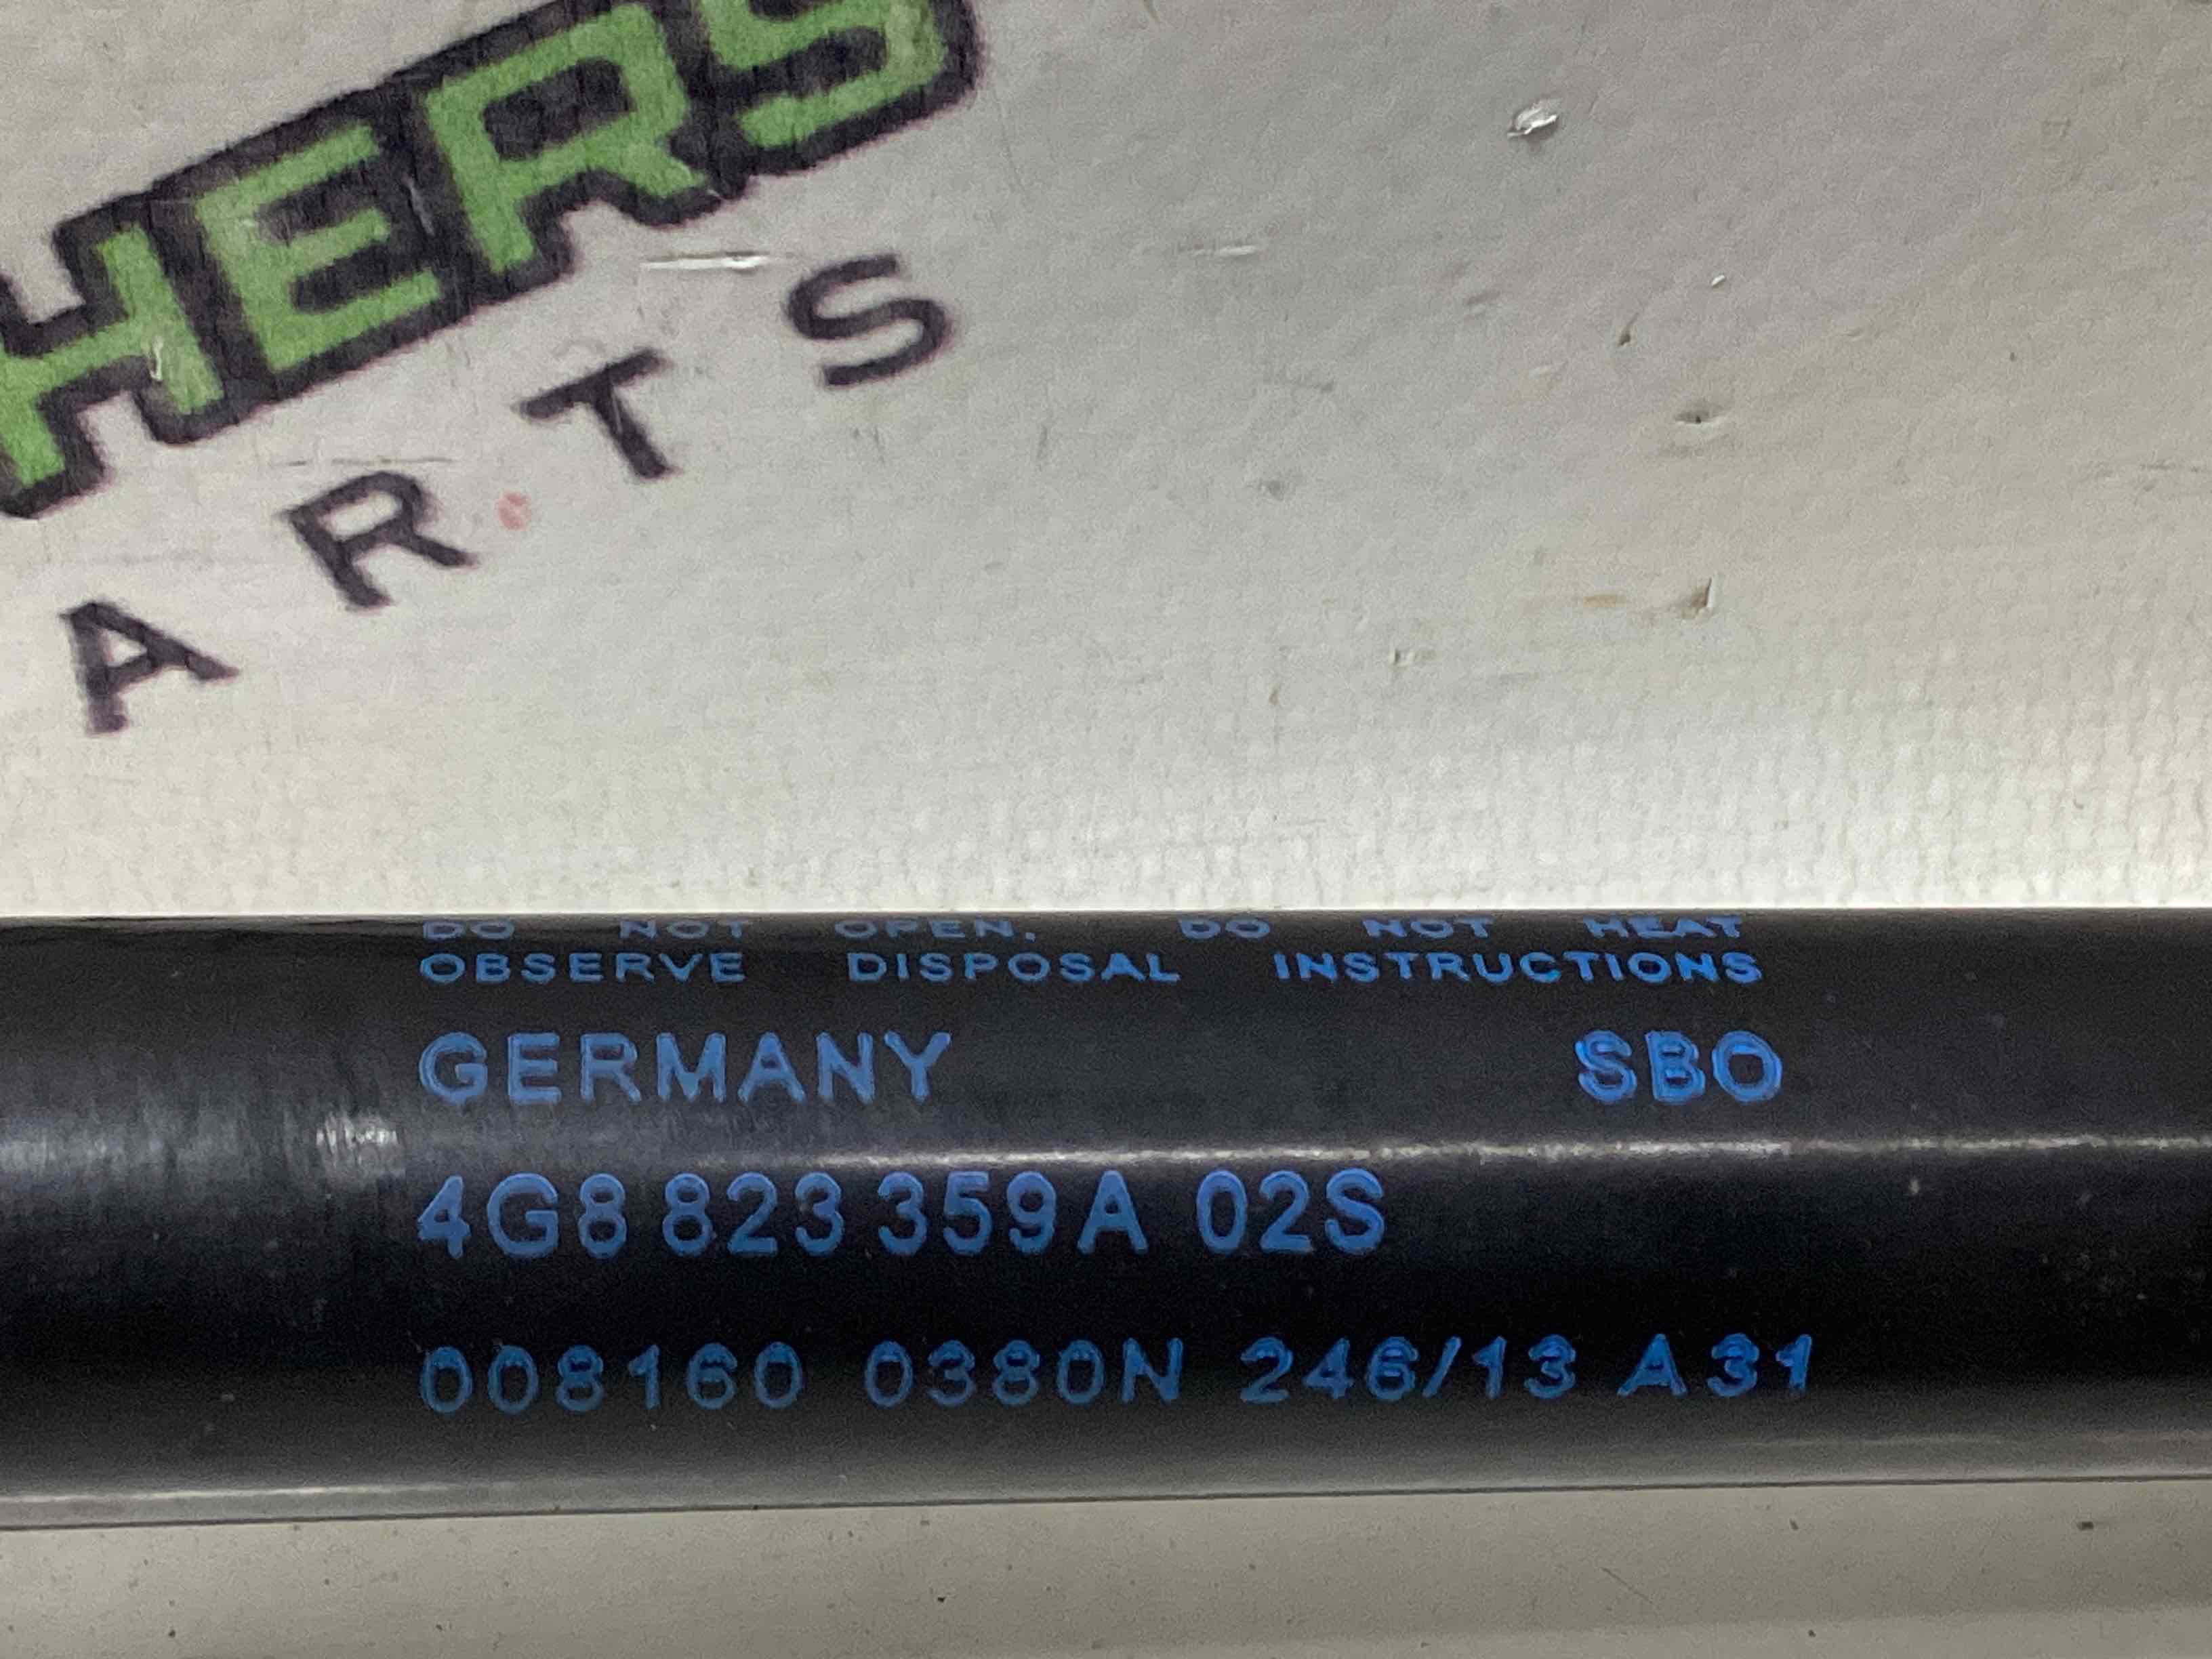 HERS
ARTS
DO NOT OPEN. DO NOT HEAT
OBSERVE DISPOSAL INSTRUCTIONS
GERMANY SBO
4G8 823 359 A 02S
008160 0380N 246/13 A31